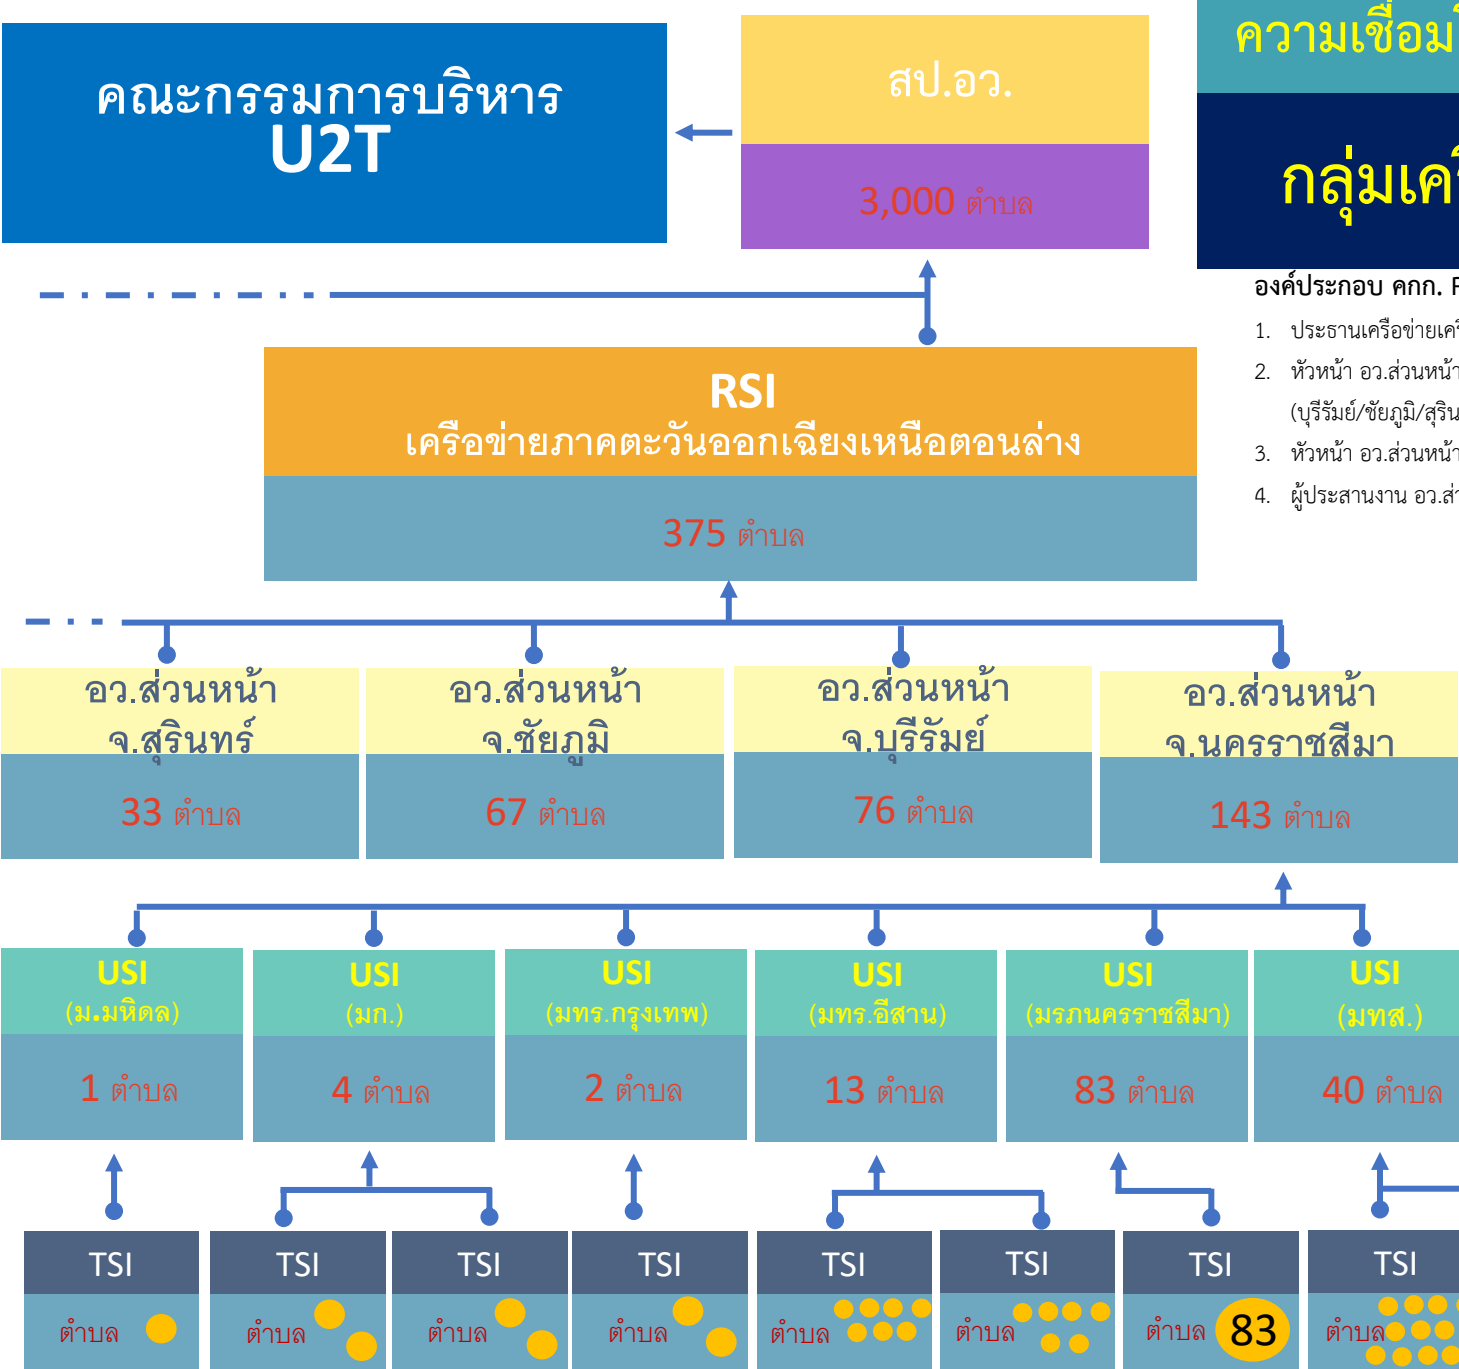 คณะกรรมการบริหาร
U2T
สป.อว.
3,000 ตำบล
ความเชื่อม
กลุ่มเครื
องค์ประกอบ คกก.
1. ประธานเครือข่ายเครื
2. หัวหน้า อว.ส่วนหน้า
(บุรีรัมย์/ชัยภูมิ/สุริน
3. หัวหน้า อว.ส่วนหน้า
4. ผู้ประสานงาน อว.ส่ว
RSI
เครือข่ายภาคตะวันออกเฉียงเหนือตอนล่าง
375 ตำบล
อว.ส่วนหน้า
จ.สุรินทร์
33 ตำบล
อว.ส่วนหน้า
จ.ชัยภูมิ
67 ตำบล
อว.ส่วนหน้า
จ.บุรีรัมย์
76 ตำบล
อว.ส่วนหน้า
จ.นครราชสีมา
143 ตำบล
USI
(ม.มหิดล)
1 ตำบล
USI
(มก.)
4 ตำบล
USI
(มทร.กรุงเทพ)
2 ตำบล
USI
(มทร.อีสาน)
13 ตำบล
USI
(มรภนครราชสีมา)
83 ตำบล
USI
(มทส.)
40 ตำบล
TSI
ตำบล
TSI
ตำบล
TSI
ตำบล
TSI
ตำบล
TSI
ตำบล
TSI
ตำบล
TSI
ตำบล 83
TSI
ตำบล